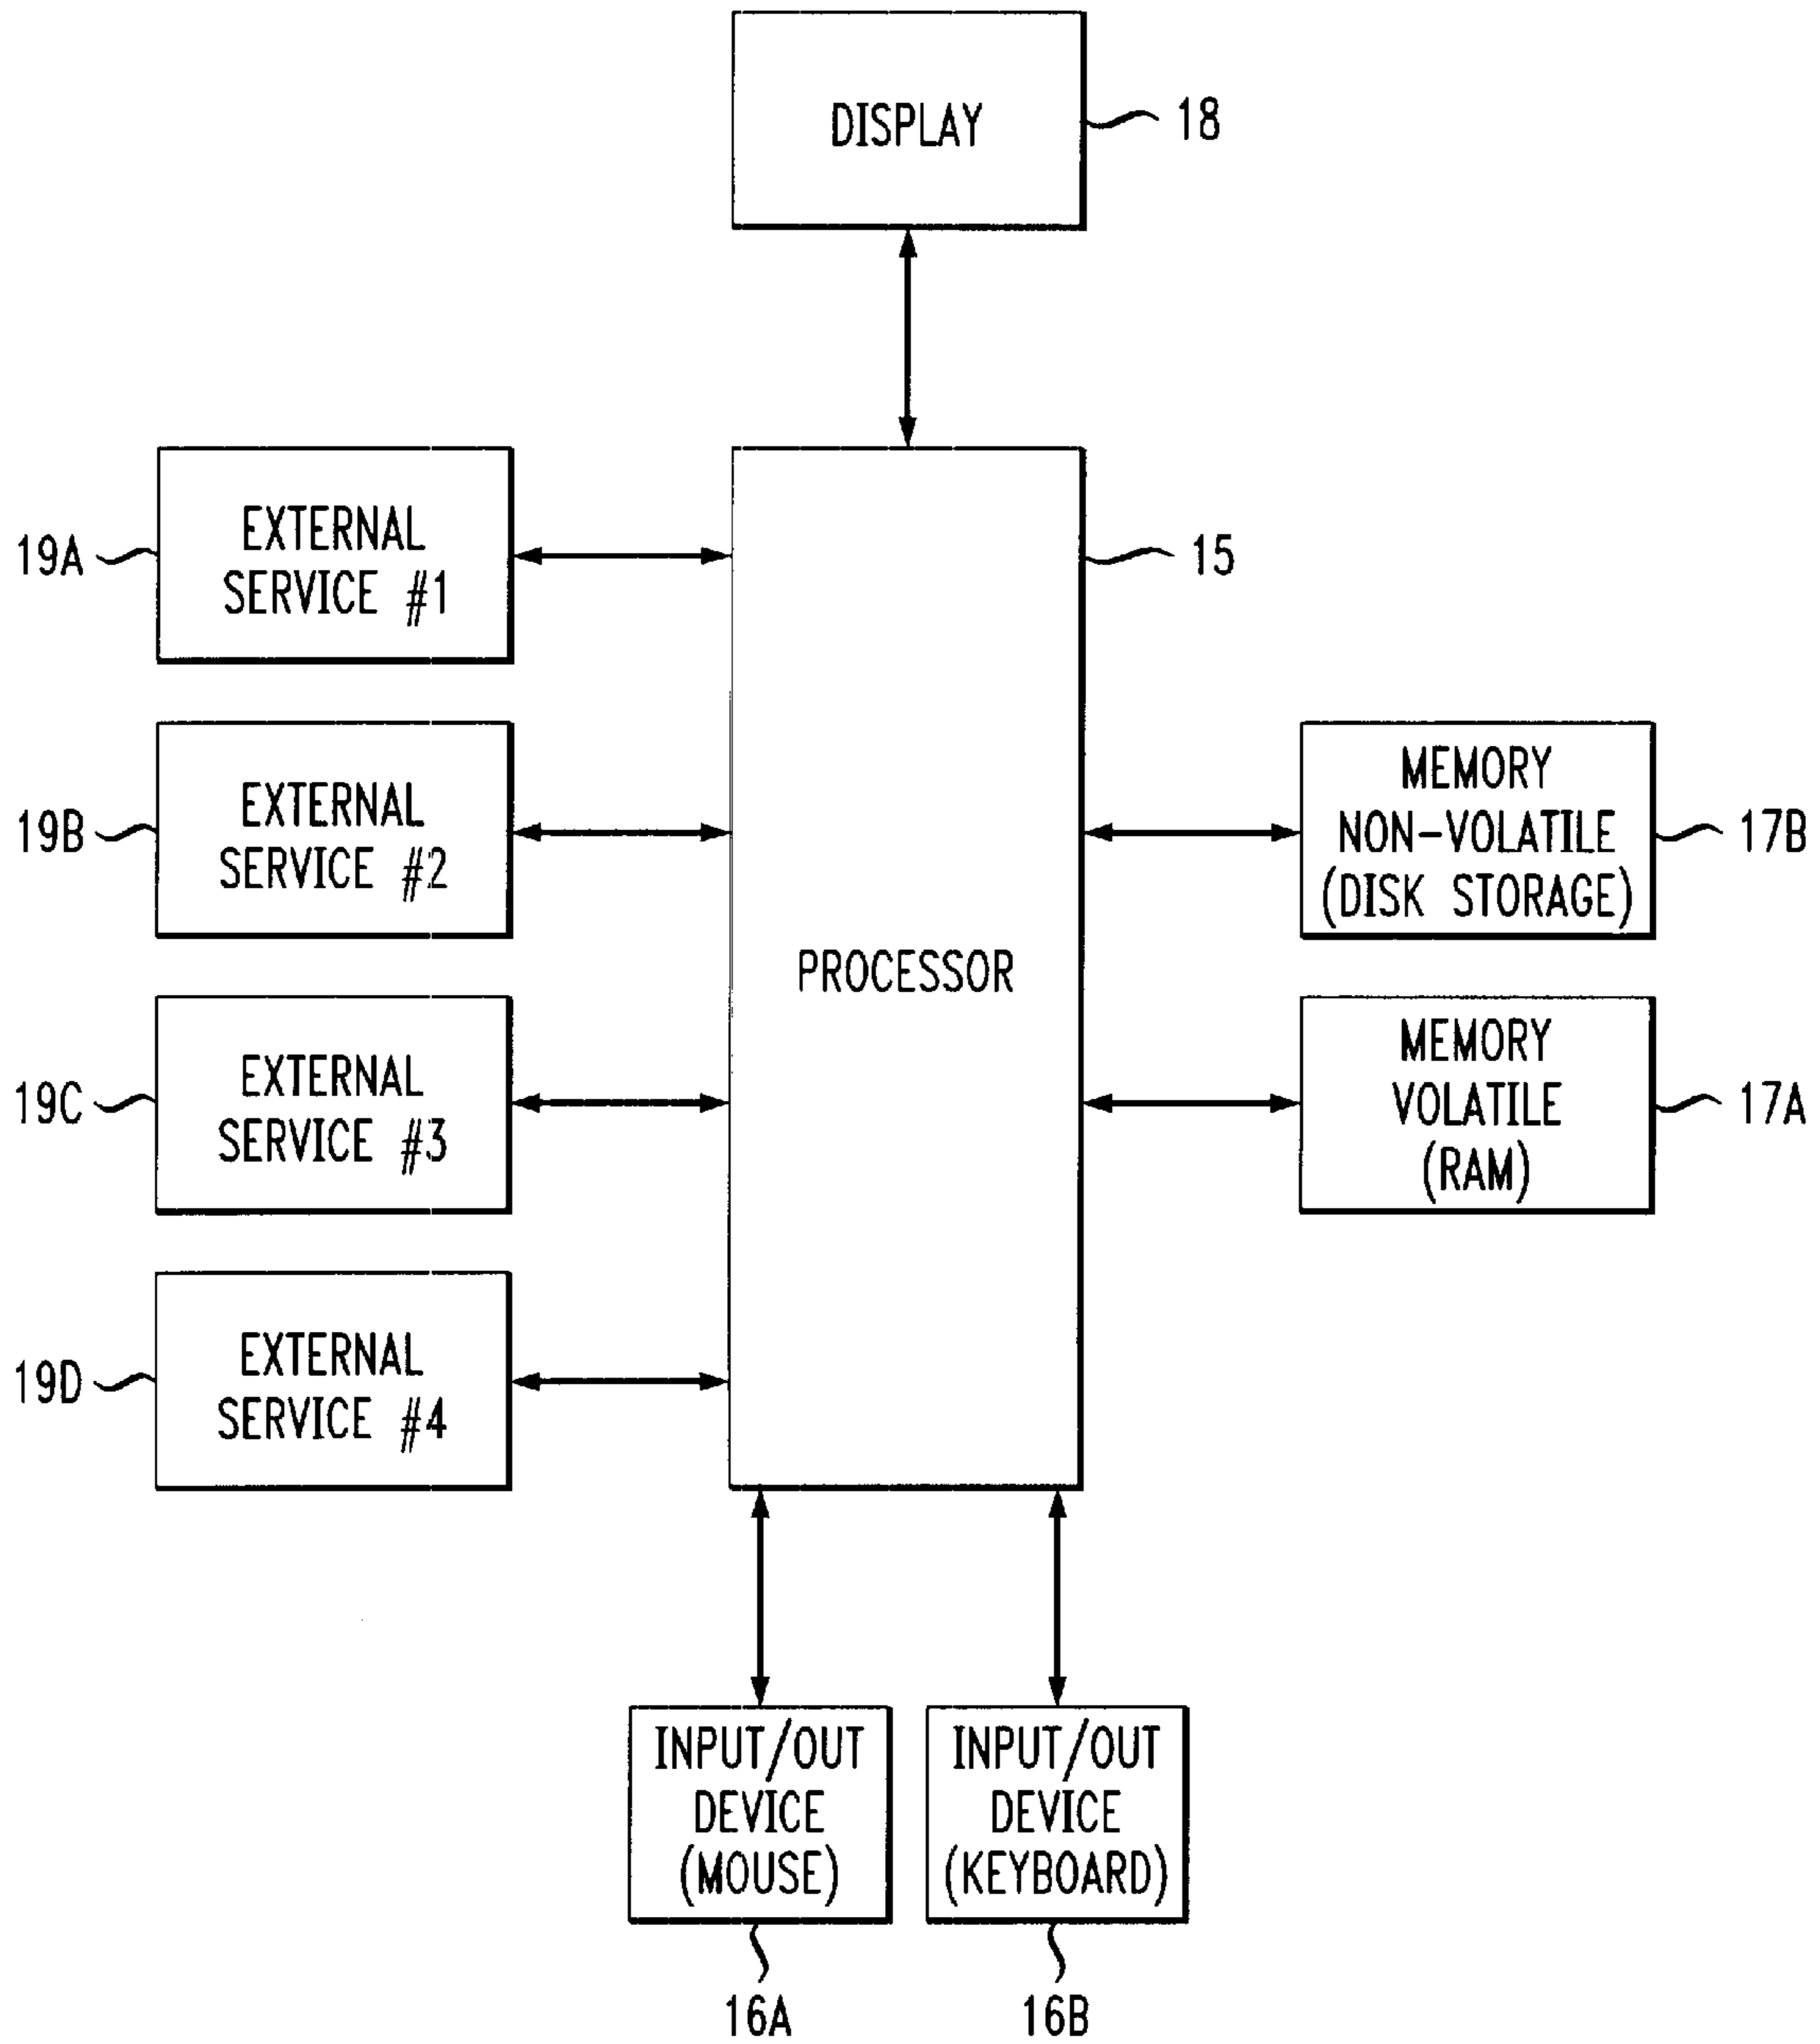 DISPLAY
18
19A
EXTERNAL
SERVICE #1
15
19B
EXTERNAL
SERVICE #2
MEMORY
NON-VOLATILE
(DISK STORAGE)
17B
PROCESSOR
19C
EXTERNAL
SERVICE #3
MEMORY
VOLATILE
(RAM)
17A
19D
EXTERNAL
SERVICE #4
INPUT/OUT
DEVICE
(MOUSE)
INPUT/OUT
DEVICE
(KEYBOARD)
16A
16B